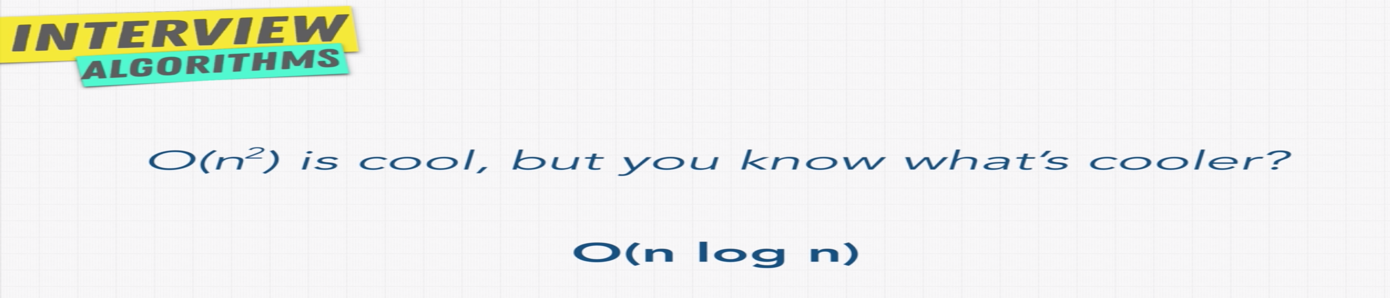 INTERVIEW
ALGORITHMS
O(n²) is cool, but you know what's cooler?
O(n log n)